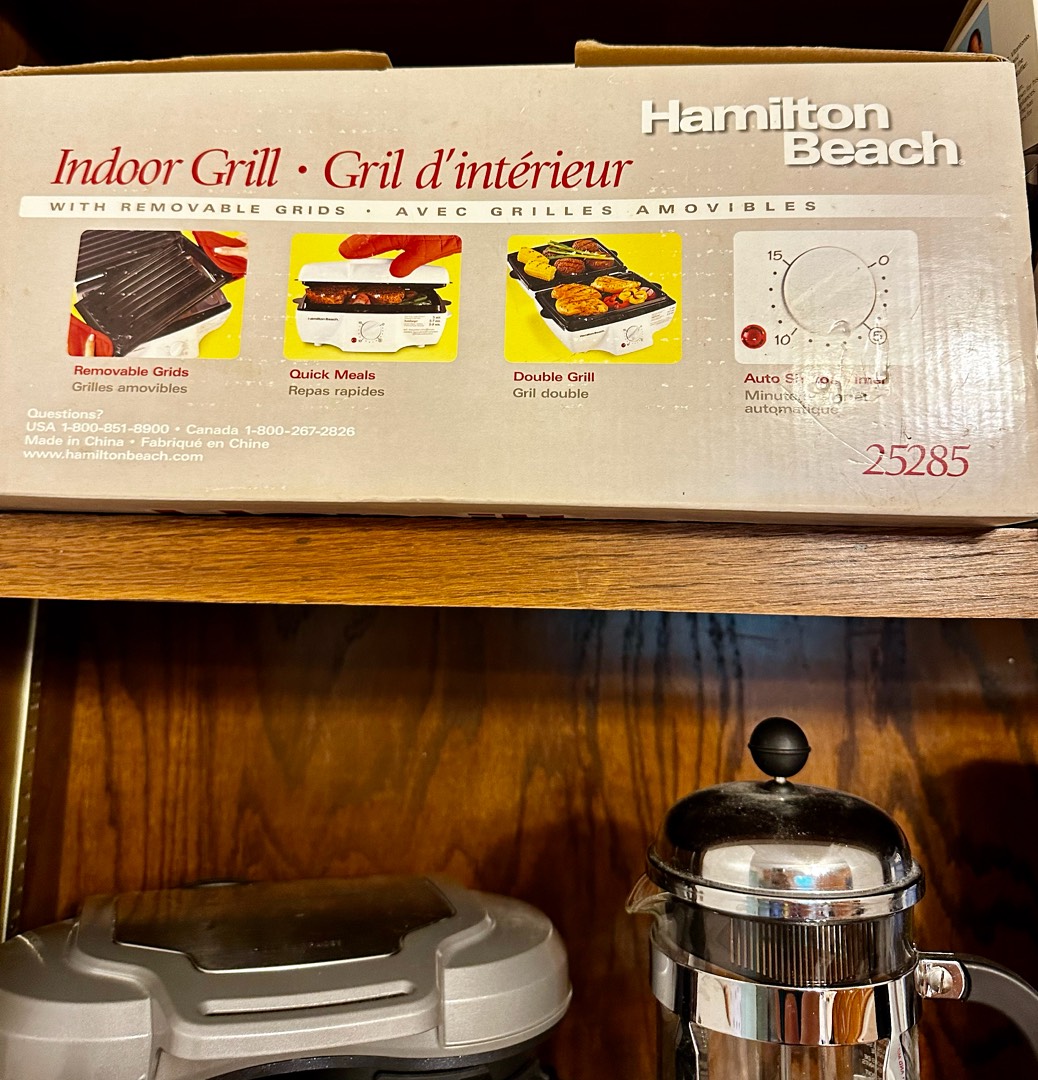 Hamilton
Beach
Indoor Grill · Gril d'intérieur
WITH REMOVABLE GRIDS · AVEC GRILLES AMOVIBLES
15 0
10 5
Removable Grids
Grilles amovibles
Quick Meals
Repas rapides
Double Grill
Gril double
Auto
automatique
Questions?
USA 1-800-851-8900 • Canada 1-800-267-2826
Made in China • Fabriqué en Chine
www.hamiltonbeach.com
25285